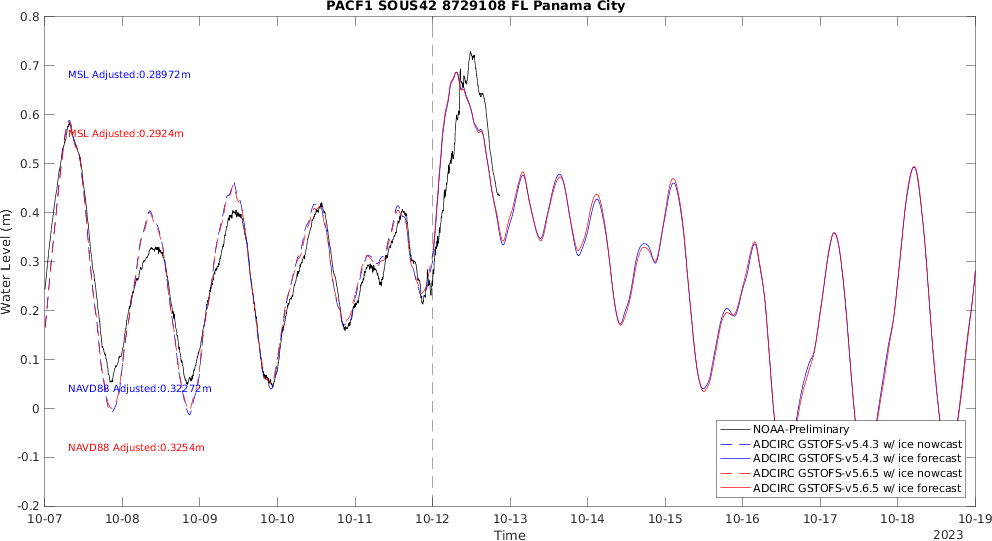 PACF1 SOUS42 8729108 FL Panama City
0.8
0.7
0.6
0.5
0.4
0.3
0.2
0.1
0
-0.1
-0.2
Water Level (m)
MSL Adjusted:0.28972m
MSL Adjusted:0.2924m
NAVD88 Adjusted:0.32272m
NAVD88 Adjusted:0.3254m
NOAA-Preliminary
ADCIRC GSTOFS-v5.4.3 w/ ice nowcast
ADCIRC GSTOFS-v5.4.3 w/ ice forecast
ADCIRC GSTOFS-v5.6.5 w/ ice nowcast
ADCIRC GSTOFS-v5.6.5 w/ ice forecast
10-07 10-08 10-09 10-10 10-11 10-12 10-13 10-14 10-15 10-16 10-17 10-18 10-19
Time
2023